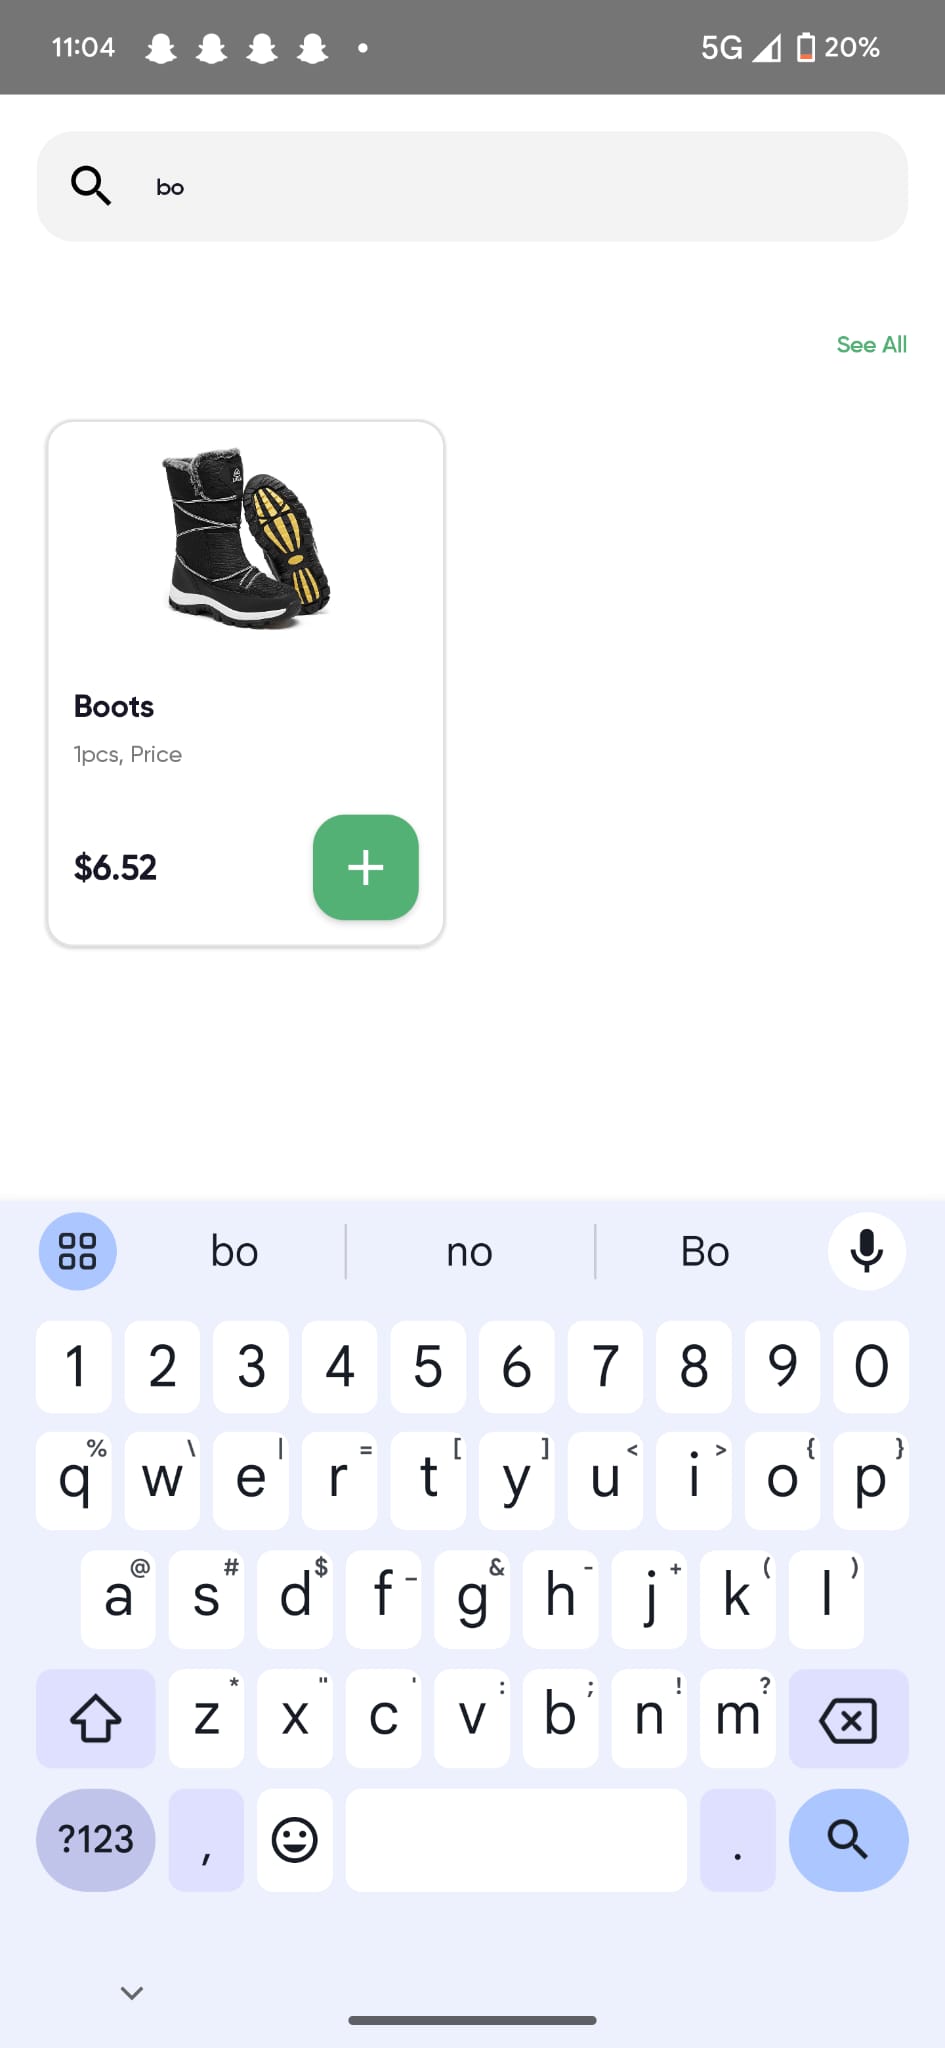 11:04 5G 20%
bo
See All
Boots
1pcs, Price
$6.52
bo no Bo
1 2 3 4 5 6 7 8 9 0
% \ | = [ ] < > { }
q w e r t y u i o p
@ # $ _ & - + ( )
a s d f g h j k l
* " ' : ; ! ?
z x c v b n m
?123 , .